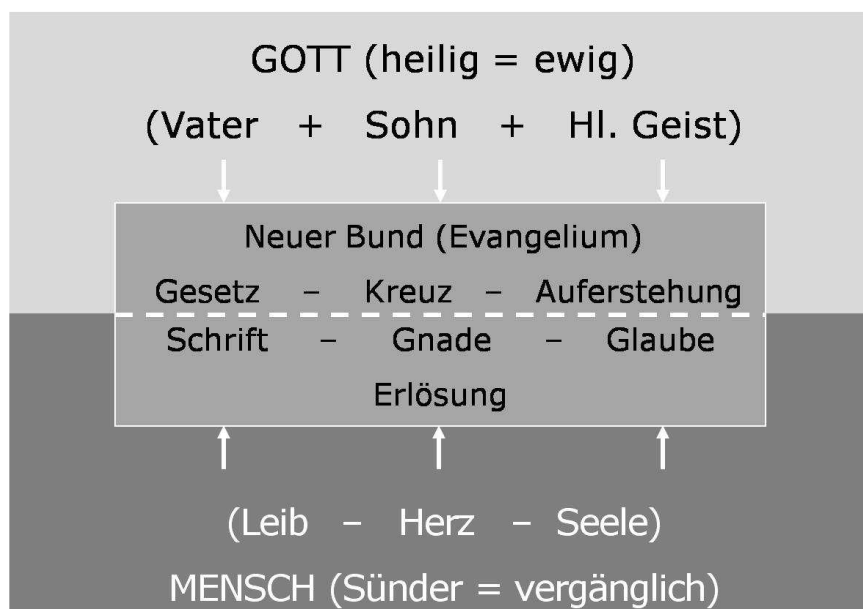 GOTT (heilig = ewig)
(Vater + Sohn + Hl. Geist)
Neuer Bund (Evangelium)
Gesetz – Kreuz – Auferstehung
Schrift – Gnade – Glaube
Erlösung
(Leib – Herz – Seele)
MENSCH (Sünder = vergänglich)